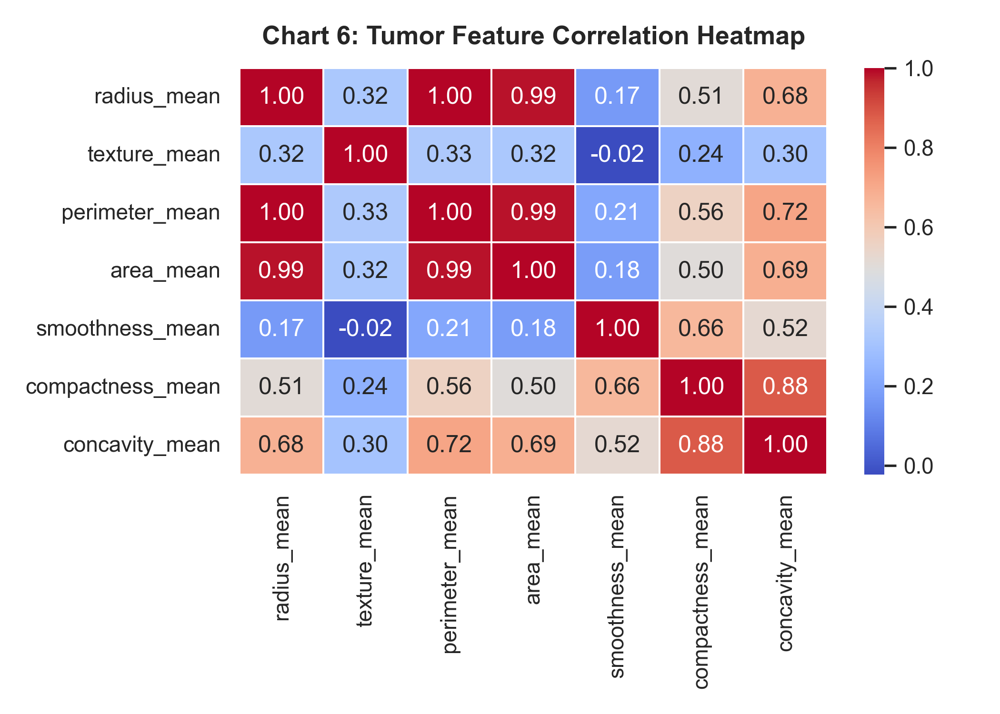 Chart 6: Tumor Feature Correlation Heatmap
radius_mean 1.00 0.32 1.00 0.99 0.17 0.51 0.68
texture_mean 0.32 1.00 0.33 0.32 -0.02 0.24 0.30
perimeter_mean 1.00 0.33 1.00 0.99 0.21 0.56 0.72
area_mean 0.99 0.32 0.99 1.00 0.18 0.50 0.69
smoothness_mean 0.17 -0.02 0.21 0.18 1.00 0.66 0.52
compactness_mean 0.51 0.24 0.56 0.50 0.66 1.00 0.88
concavity_mean 0.68 0.30 0.72 0.69 0.52 0.88 1.00
radius_mean
texture_mean
perimeter_mean
area_mean
smoothness_mean
compactness_mean
concavity_mean
1.0
0.8
0.6
0.4
0.2
0.0